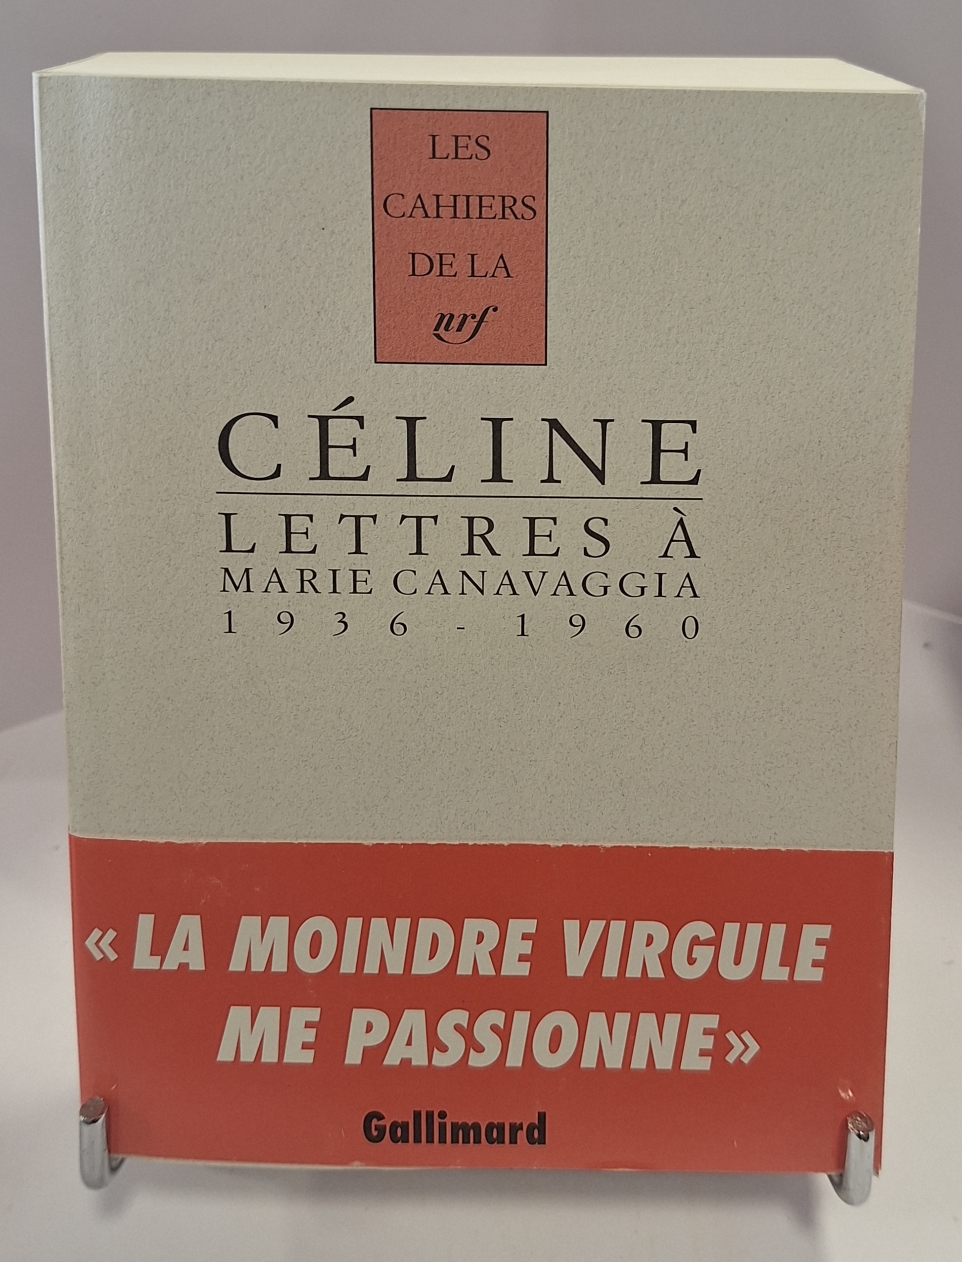 LES
CAHIERS
DE LA
nrf
CÉLINE
LETTRES À
MARIE CANAVAGGIA
1936-1960
« LA MOINDRE VIRGULE
ME PASSIONNE »
Gallimard